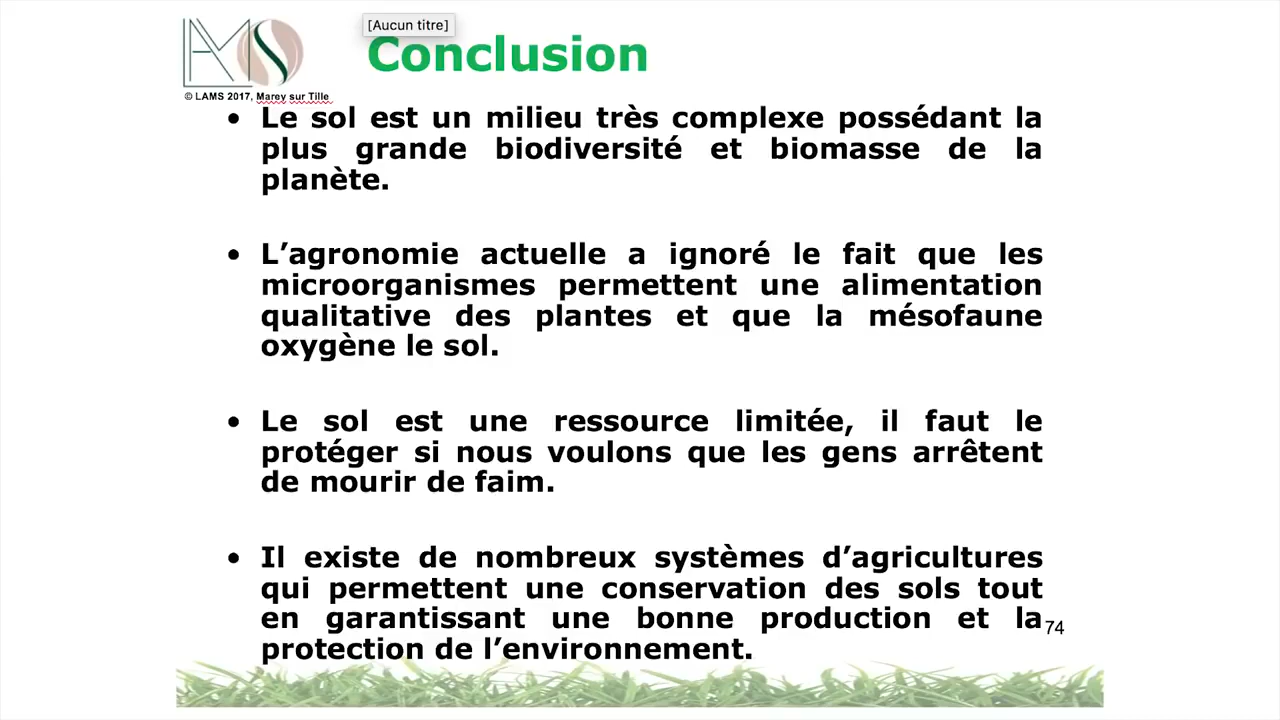 [Aucun titre]
LAMS
Conclusion
© LAMS 2017, Marey sur Tille
• Le sol est un milieu très complexe possédant la
plus grande biodiversité et biomasse de la
planète.
• L’agronomie actuelle a ignoré le fait que les
microorganismes permettent une alimentation
qualitative des plantes et que la mésofaune
oxygène le sol.
• Le sol est une ressource limitée, il faut le
protéger si nous voulons que les gens arrêtent
de mourir de faim.
• Il existe de nombreux systèmes d’agricultures
qui permettent une conservation des sols tout
en garantissant une bonne production et la
protection de l’environnement.
74